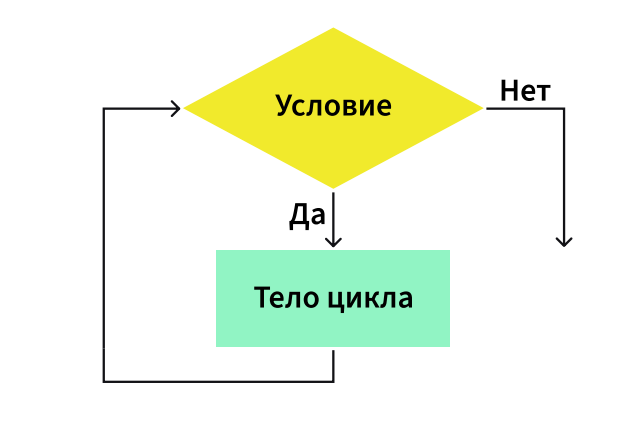 Условие
Нет
Да
Тело цикла